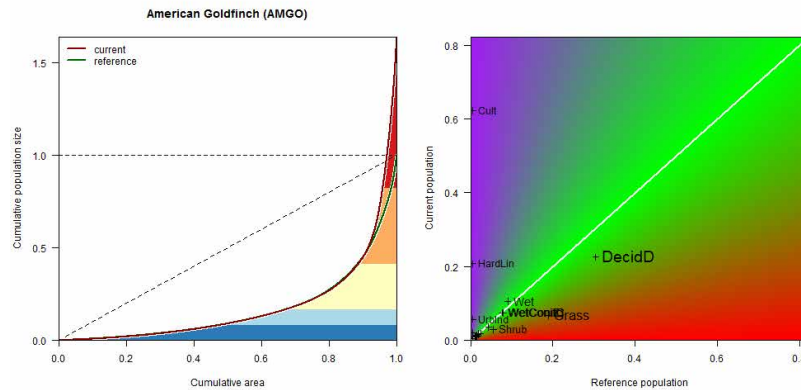 American Goldfinch (AMGO)
current
reference
Cumulative population size
0.0
0.5
1.0
1.5
0.0 0.2 0.4 0.6 0.8 1.0
Cumulative area
Current population
0.8
0.6
0.4
0.2
0.0
Cult
HardLin
DecidD
Wet
Grass
UrbInd
Shrub
0.0 0.2 0.4 0.6 0.8
Reference population